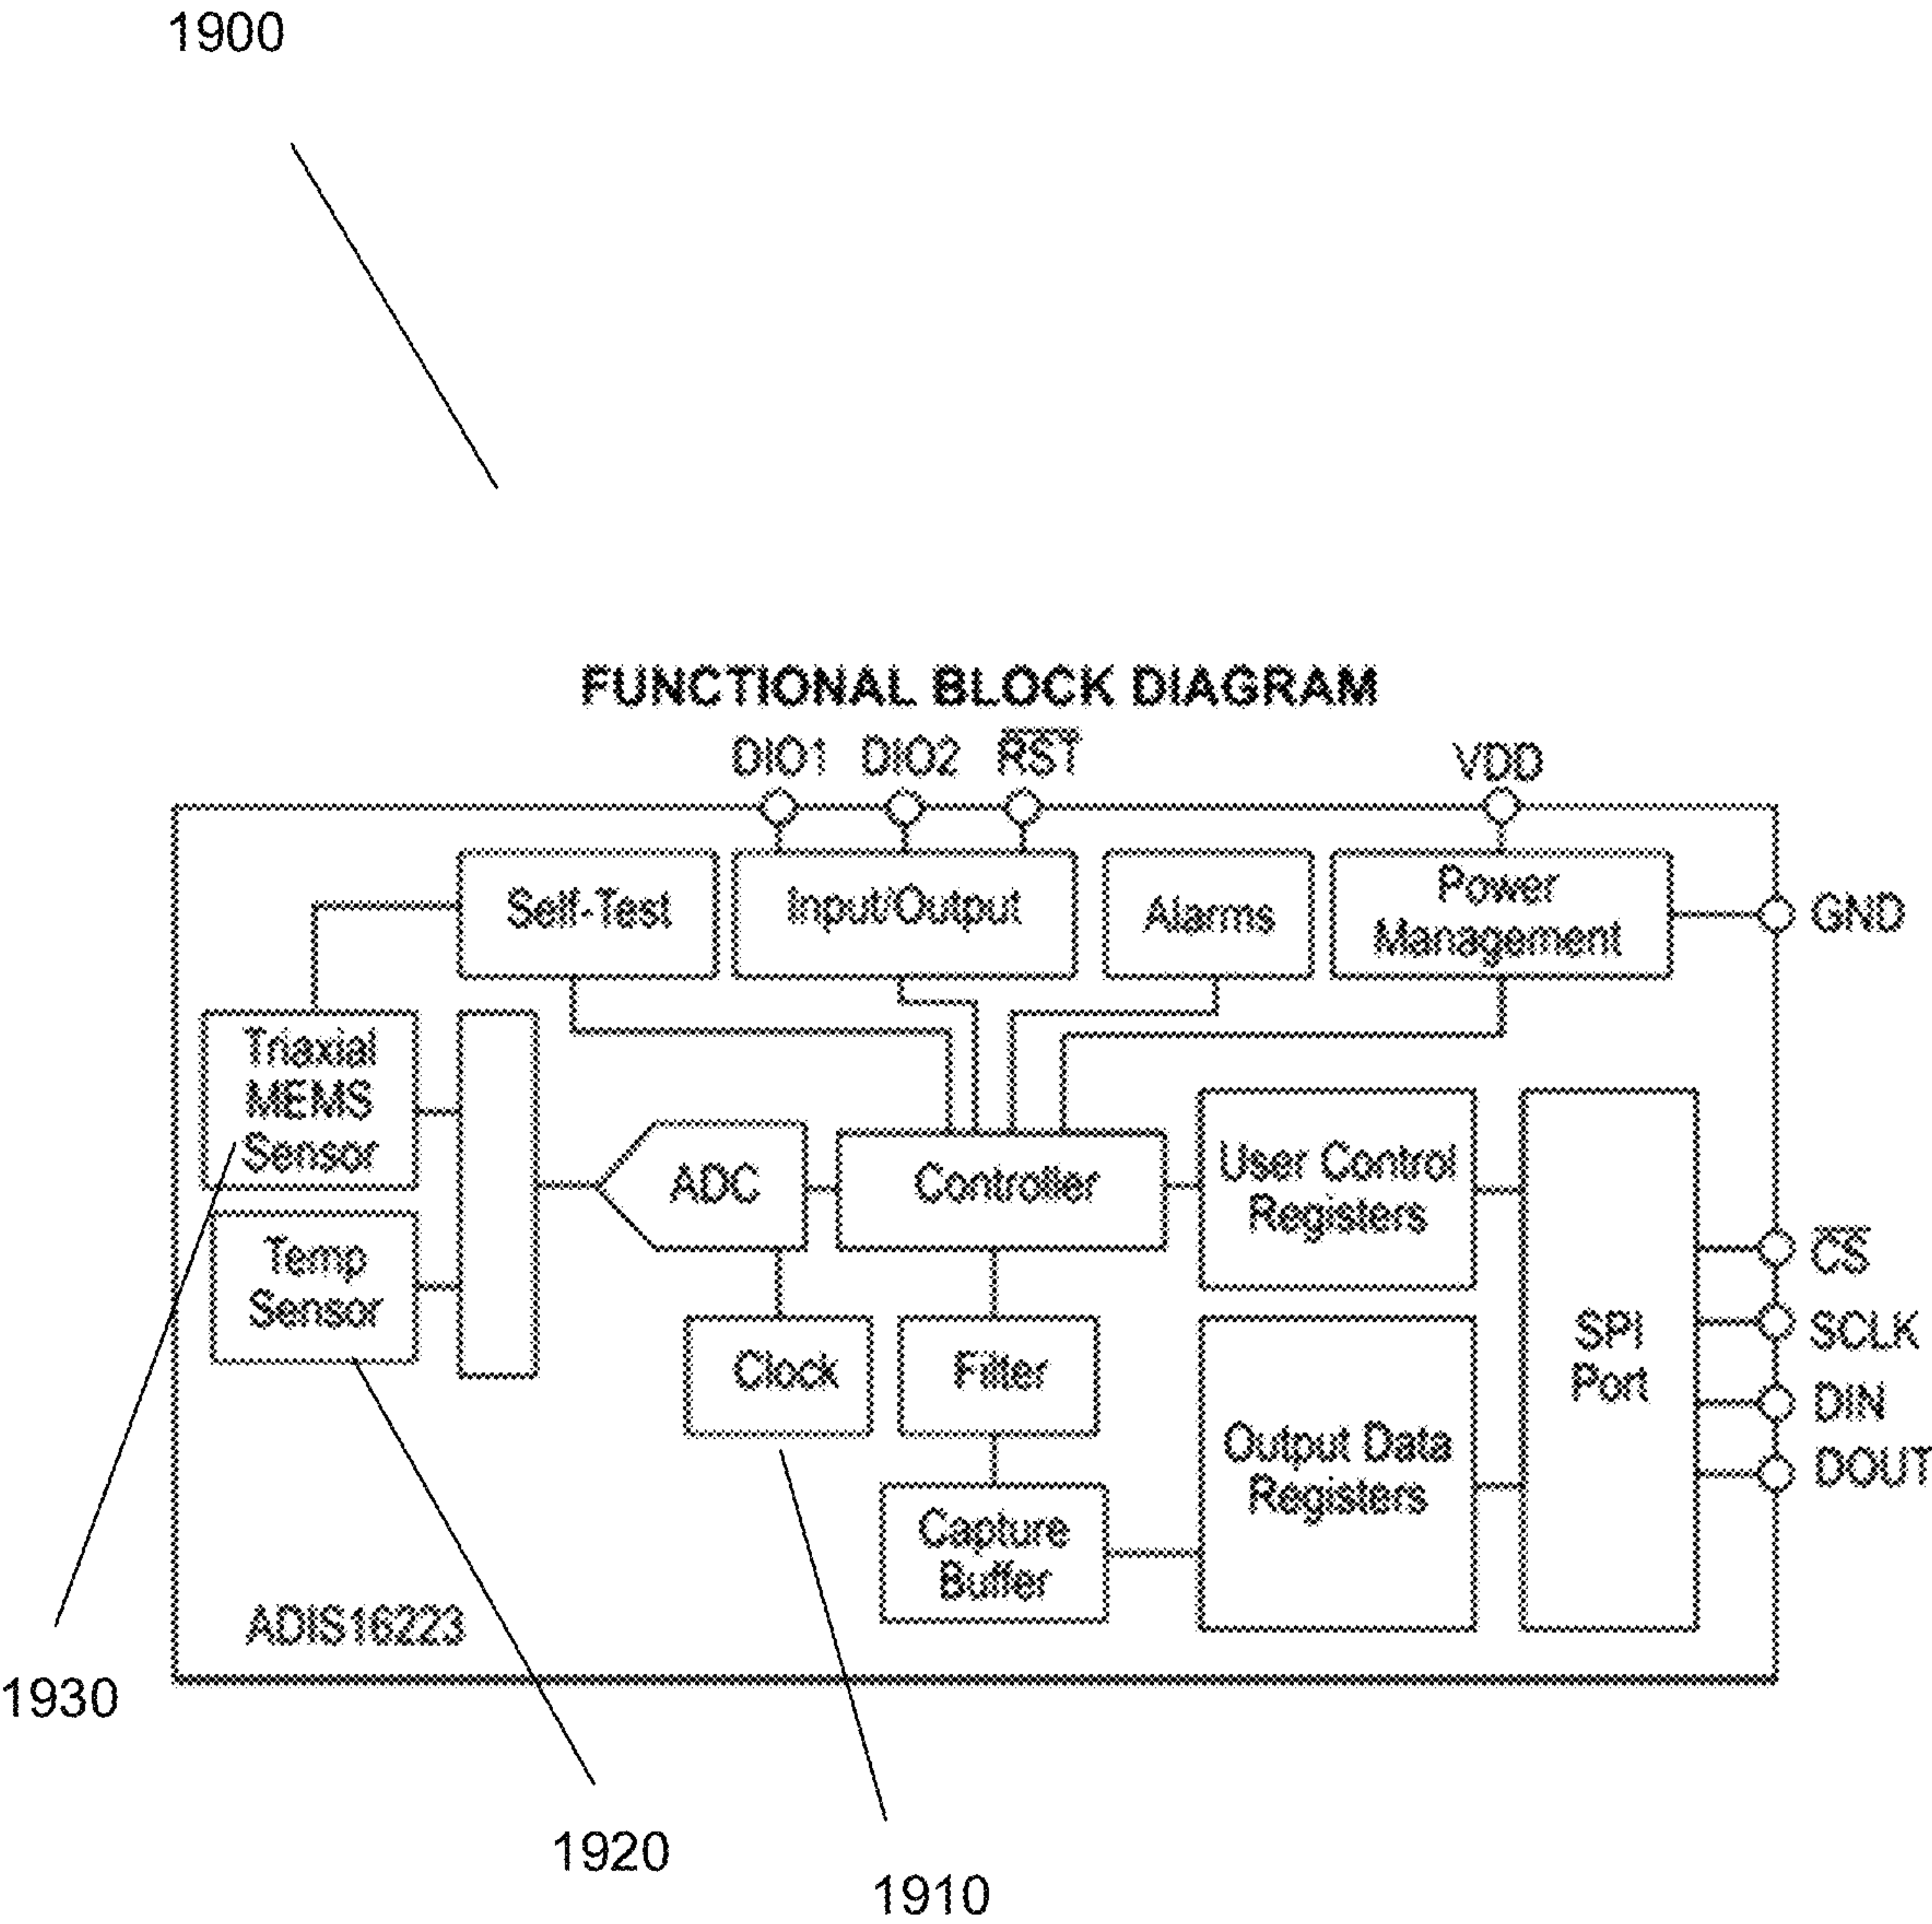 1900
FUNCTIONAL BLOCK DIAGRAM
DIO1 DIO2 R̅S̅T̅ VDD
Self-Test
Input/Output
Alarms
Power
Management
GND
Triaxial
MEMS
Sensor
ADC
Controller
User Control
Registers
Temp
Sensor
Clock
Filter
Output Data
Registers
SPI
Port
C̅S̅
SCLK
DIN
DOUT
Capture
Buffer
ADIS16223
1930
1920
1910